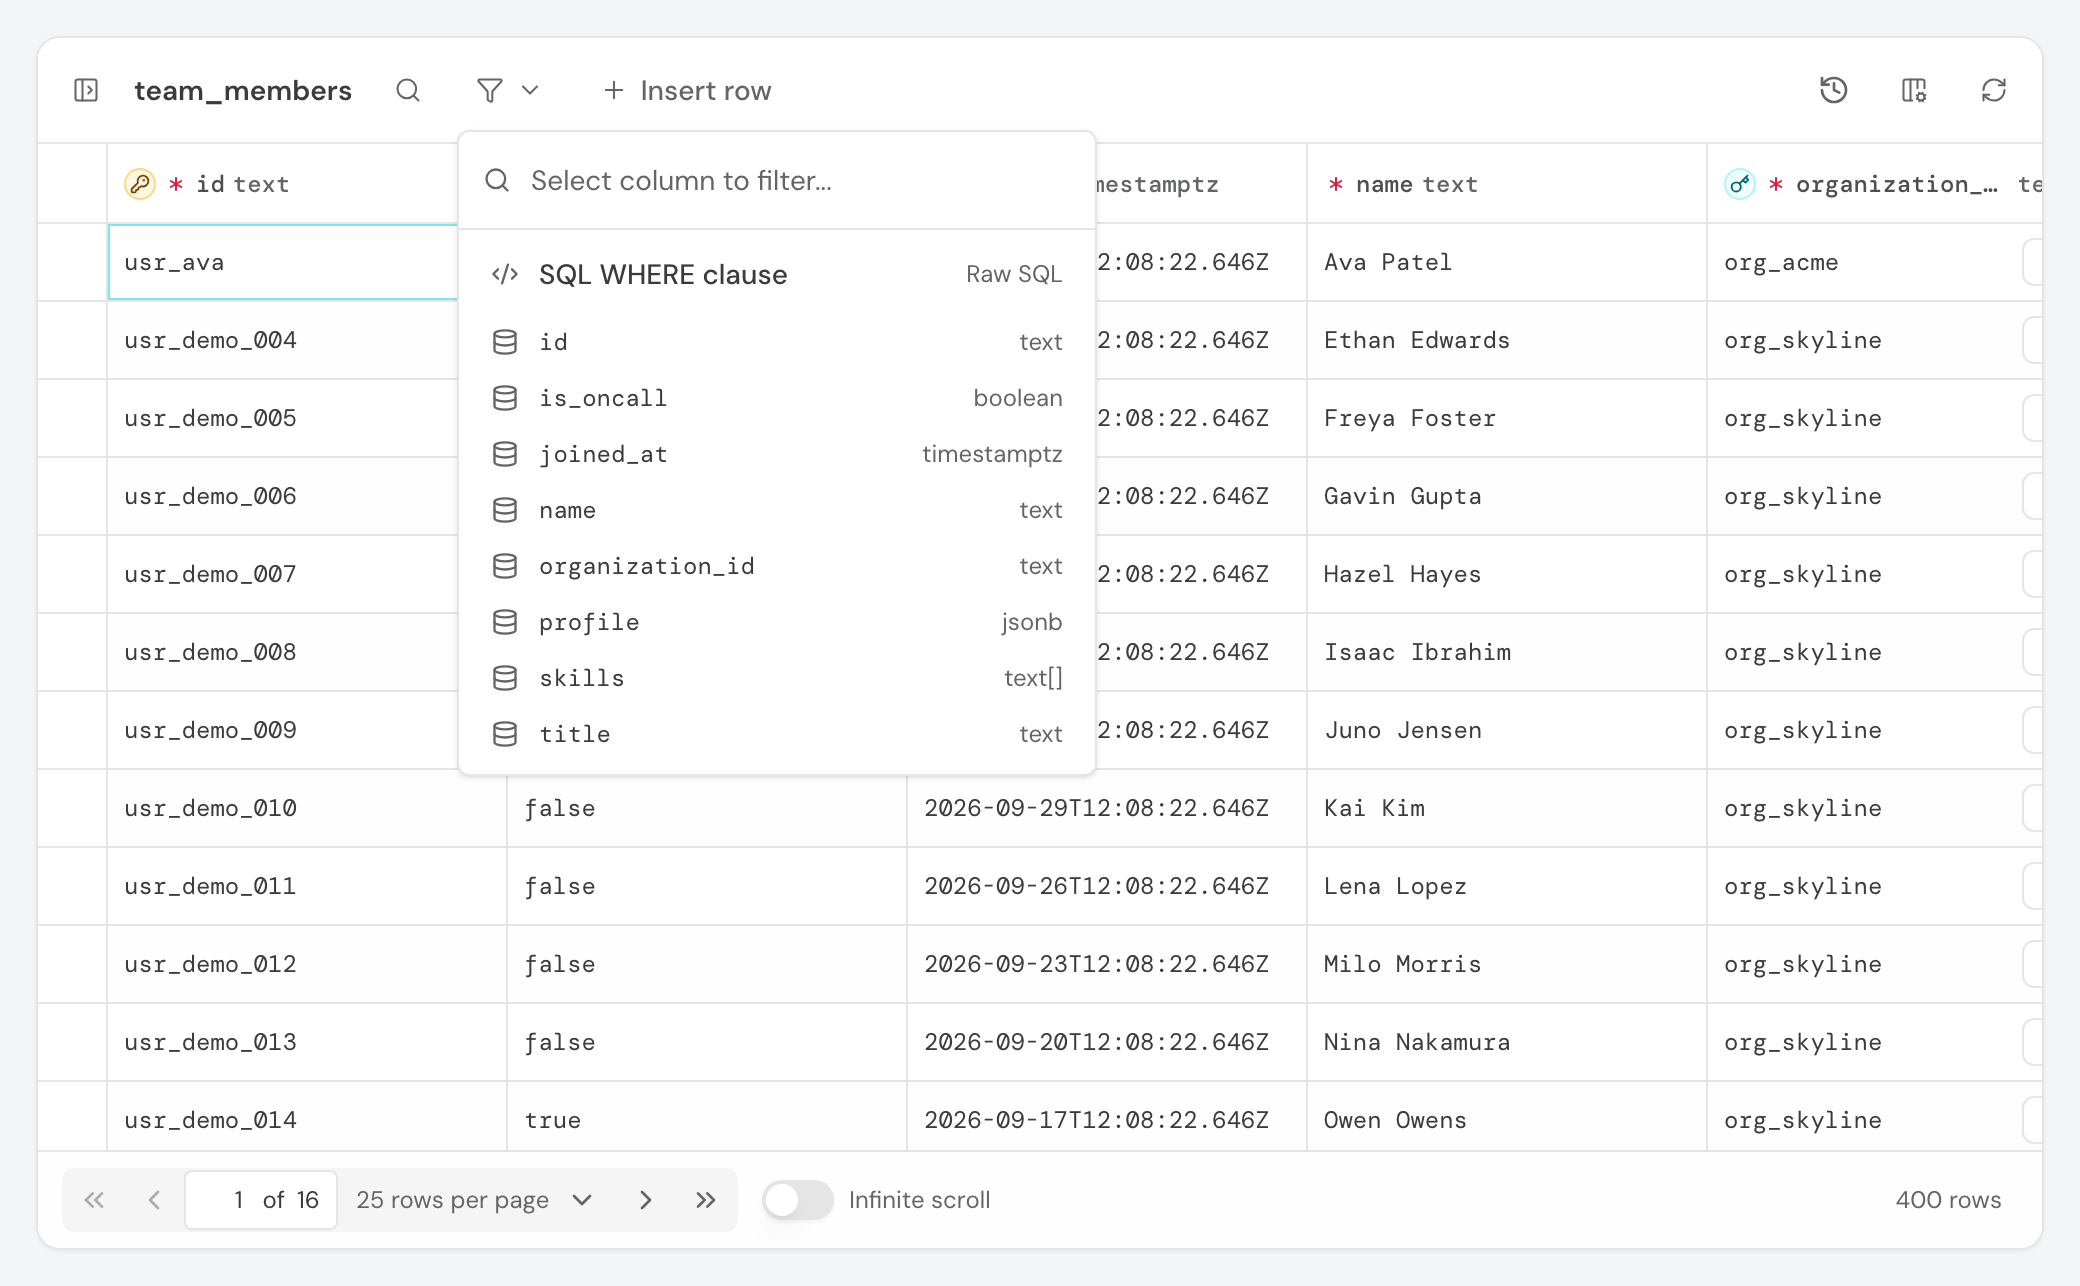 team_members Insert row
* id text mestamptz * name text * organization_… te
Select column to filter...
SQL WHERE clause Raw SQL
id text
is_oncall boolean
joined_at timestamptz
name text
organization_id text
profile jsonb
skills text[]
title text
usr_ava 2:08:22.646Z Ava Patel org_acme
usr_demo_004 2:08:22.646Z Ethan Edwards org_skyline
usr_demo_005 2:08:22.646Z Freya Foster org_skyline
usr_demo_006 2:08:22.646Z Gavin Gupta org_skyline
usr_demo_007 2:08:22.646Z Hazel Hayes org_skyline
usr_demo_008 2:08:22.646Z Isaac Ibrahim org_skyline
usr_demo_009 2:08:22.646Z Juno Jensen org_skyline
usr_demo_010 false 2026-09-29T12:08:22.646Z Kai Kim org_skyline
usr_demo_011 false 2026-09-26T12:08:22.646Z Lena Lopez org_skyline
usr_demo_012 false 2026-09-23T12:08:22.646Z Milo Morris org_skyline
usr_demo_013 false 2026-09-20T12:08:22.646Z Nina Nakamura org_skyline
usr_demo_014 true 2026-09-17T12:08:22.646Z Owen Owens org_skyline
1 of 16 25 rows per page Infinite scroll 400 rows